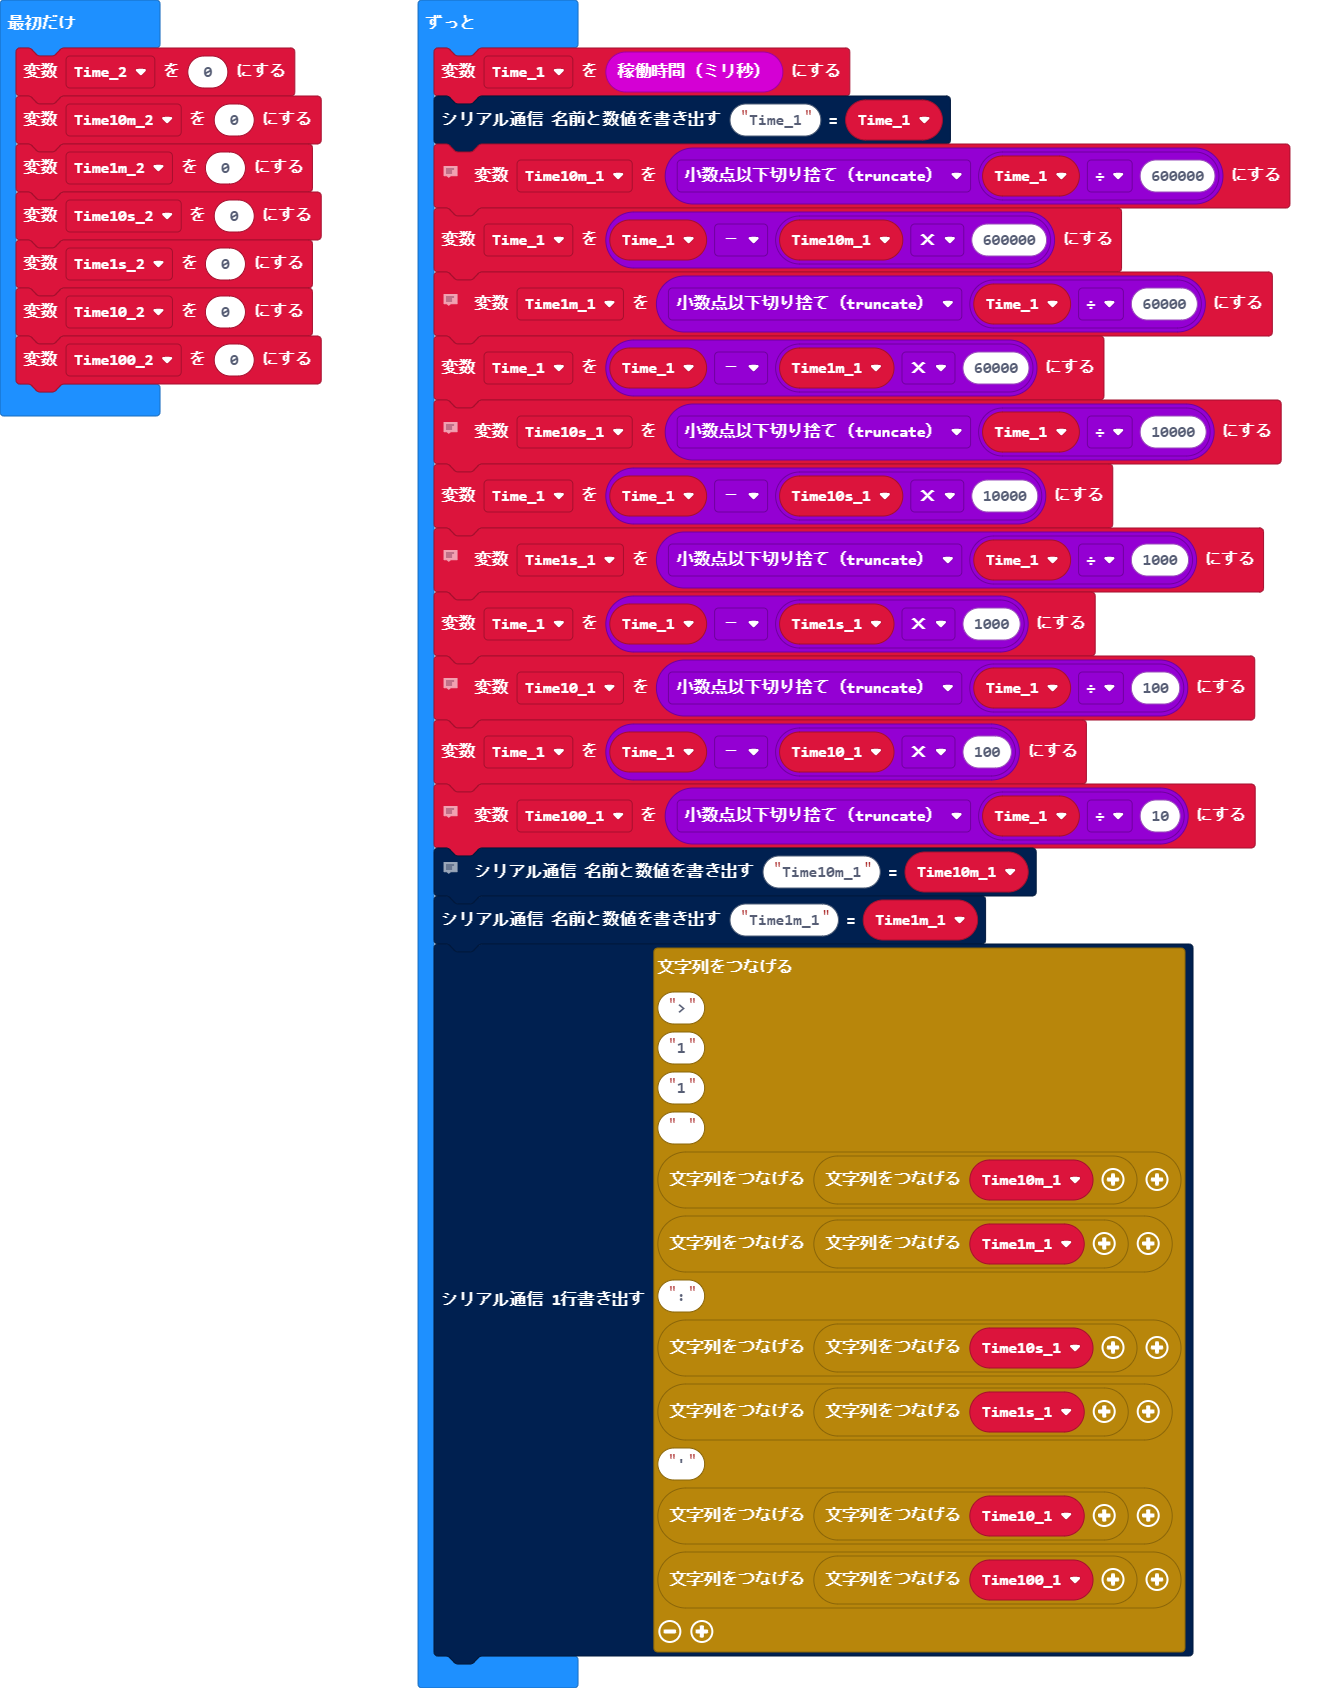 最初だけ
変数 Time_2 を 0 にする
変数 Time10m_2 を 0 にする
変数 Time1m_2 を 0 にする
変数 Time10s_2 を 0 にする
変数 Time1s_2 を 0 にする
変数 Time10_2 を 0 にする
変数 Time100_2 を 0 にする
ずっと
変数 Time_1 を 稼働時間（ミリ秒） にする
シリアル通信 名前と数値を書き出す "Time_1" = Time_1
変数 Time10m_1 を 小数点以下切り捨て（truncate） Time_1 ÷ 600000 にする
変数 Time_1 を Time_1 - Time10m_1 × 600000 にする
変数 Time1m_1 を 小数点以下切り捨て（truncate） Time_1 ÷ 60000 にする
変数 Time_1 を Time_1 - Time1m_1 × 60000 にする
変数 Time10s_1 を 小数点以下切り捨て（truncate） Time_1 ÷ 10000 にする
変数 Time_1 を Time_1 - Time10s_1 × 10000 にする
変数 Time1s_1 を 小数点以下切り捨て（truncate） Time_1 ÷ 1000 にする
変数 Time_1 を Time_1 - Time1s_1 × 1000 にする
変数 Time10_1 を 小数点以下切り捨て（truncate） Time_1 ÷ 100 にする
変数 Time_1 を Time_1 - Time10_1 × 100 にする
変数 Time100_1 を 小数点以下切り捨て（truncate） Time_1 ÷ 10 にする
シリアル通信 名前と数値を書き出す "Time10m_1" = Time10m_1
シリアル通信 名前と数値を書き出す "Time1m_1" = Time1m_1
シリアル通信 1行書き出す
文字列をつなげる
">"
"1"
"1"
" "
文字列をつなげる 文字列をつなげる Time10m_1
文字列をつなげる 文字列をつなげる Time1m_1
":"
文字列をつなげる 文字列をつなげる Time10s_1
文字列をつなげる 文字列をつなげる Time1s_1
"'"
文字列をつなげる 文字列をつなげる Time10_1
文字列をつなげる 文字列をつなげる Time100_1